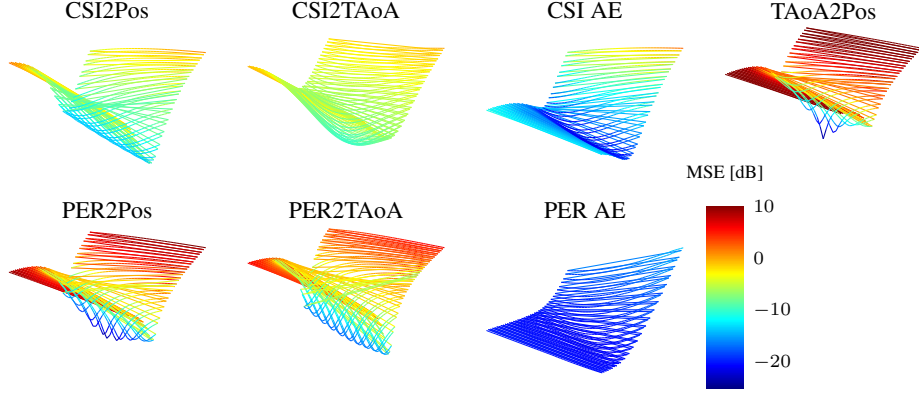 CSI2Pos CSI2TAoA CSI AE TAoA2Pos
MSE [dB]
PER2Pos PER2TAoA PER AE
10
0
−10
−20